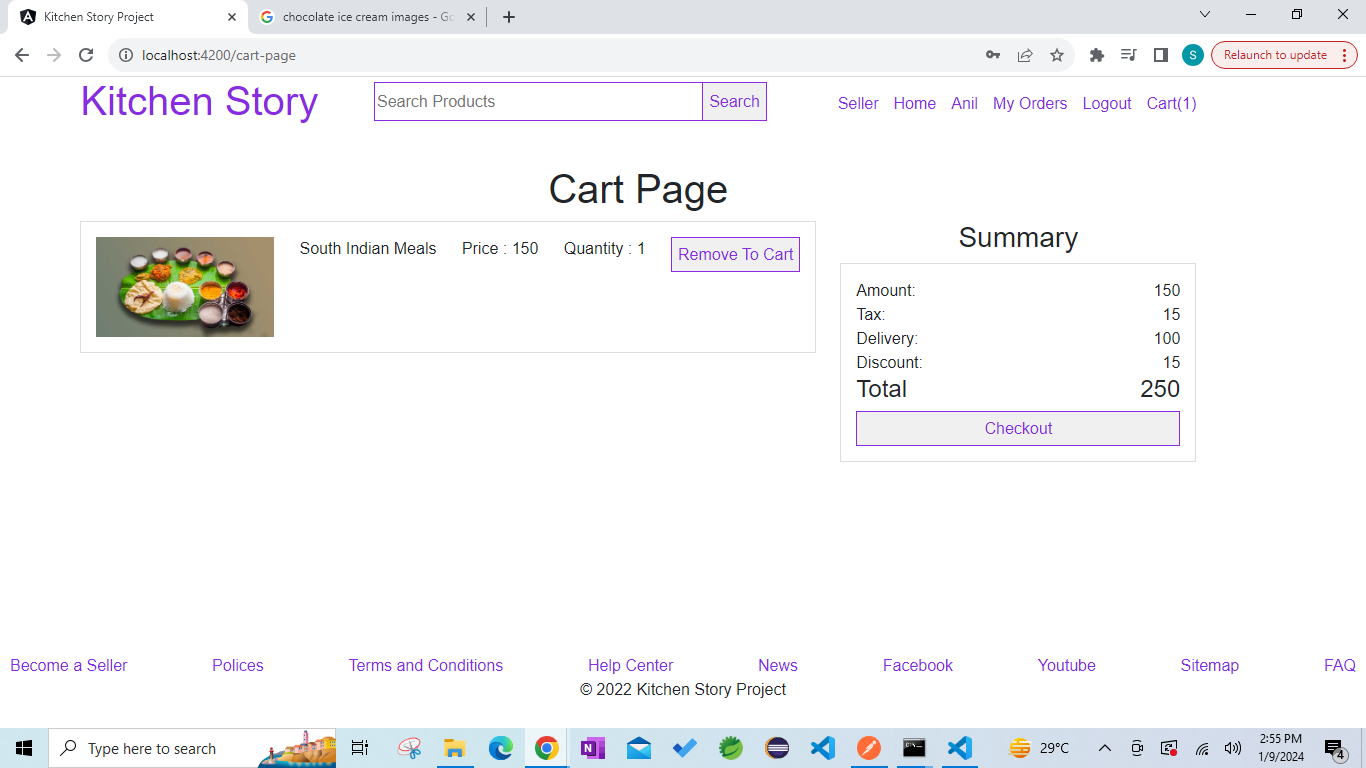 Kitchen Story Project
chocolate ice cream images - Go
localhost:4200/cart-page
S
Relaunch to update
Kitchen Story
Search Products
Search
Seller Home Anil My Orders Logout Cart(1)
Cart Page
South Indian Meals Price : 150 Quantity : 1 Remove To Cart
Summary
Amount: 150
Tax: 15
Delivery: 100
Discount: 15
Total 250
Checkout
Become a Seller Polices Terms and Conditions Help Center News Facebook Youtube Sitemap FAQ
© 2022 Kitchen Story Project
Type here to search
29°C
2:55 PM
1/9/2024
4